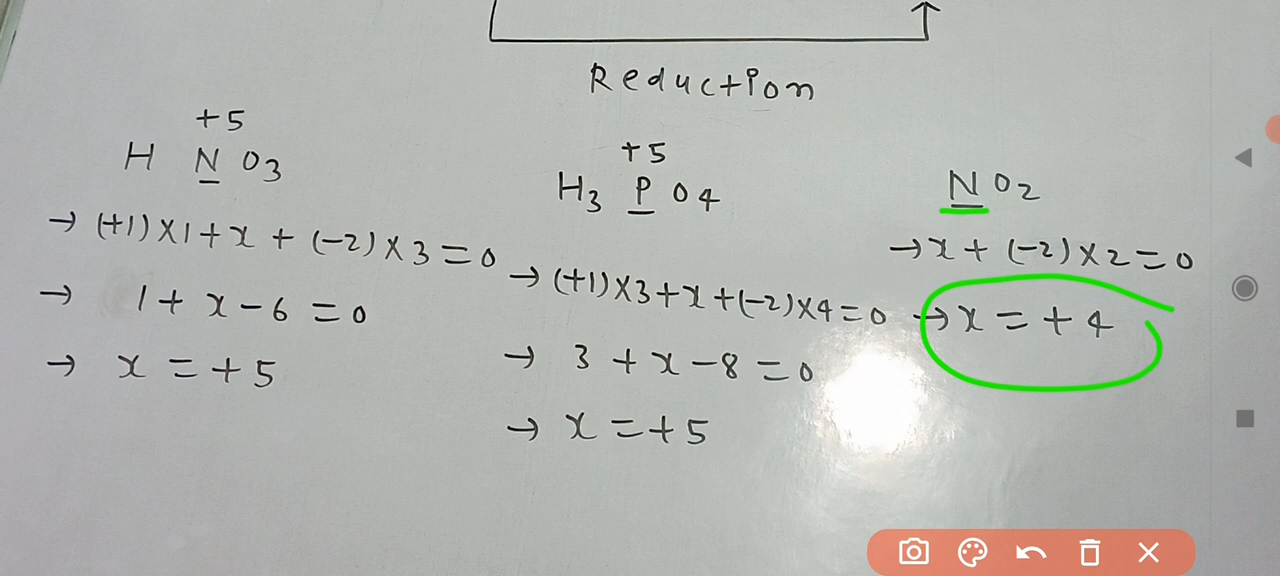 Reduction
+5
H N O3
→ (+1)×1+x + (-2)×3=0
→ 1+x-6=0
→ x=+5
+5
H3 P O4
→ (+1)×3+x+(-2)×4=0
→ 3+x-8=0
→ x=+5
N O2
→ x+(-2)×2=0
→ x=+4